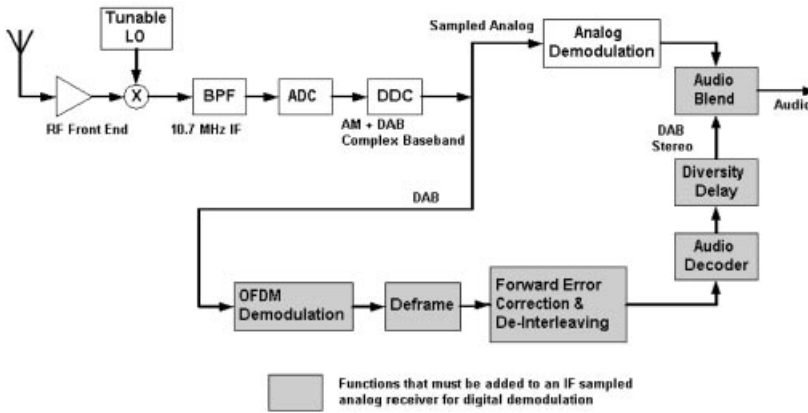 Tunable
LO
X
RF Front End
BPF
10.7 MHz IF
ADC
DDC
AM + DAB
Complex Baseband
Sampled Analog
Analog
Demodulation
Audio
Blend
Audio
DAB
Stereo
Diversity
Delay
Audio
Decoder
DAB
OFDM
Demodulation
Deframe
Forward Error
Correction &
De-Interleaving
Functions that must be added to an IF sampled
analog receiver for digital demodulation